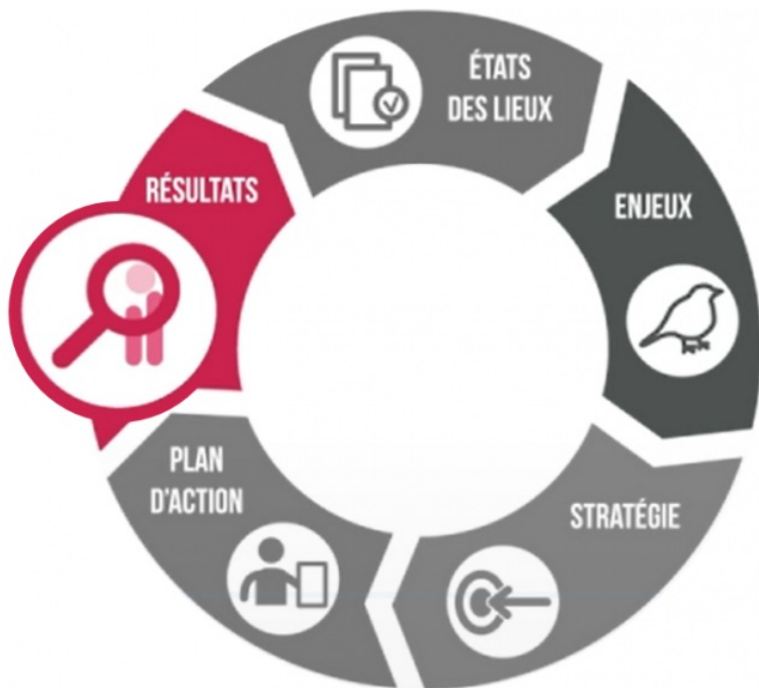 ÉTATS
DES LIEUX
ENJEUX
STRATÉGIE
PLAN
D'ACTION
RÉSULTATS